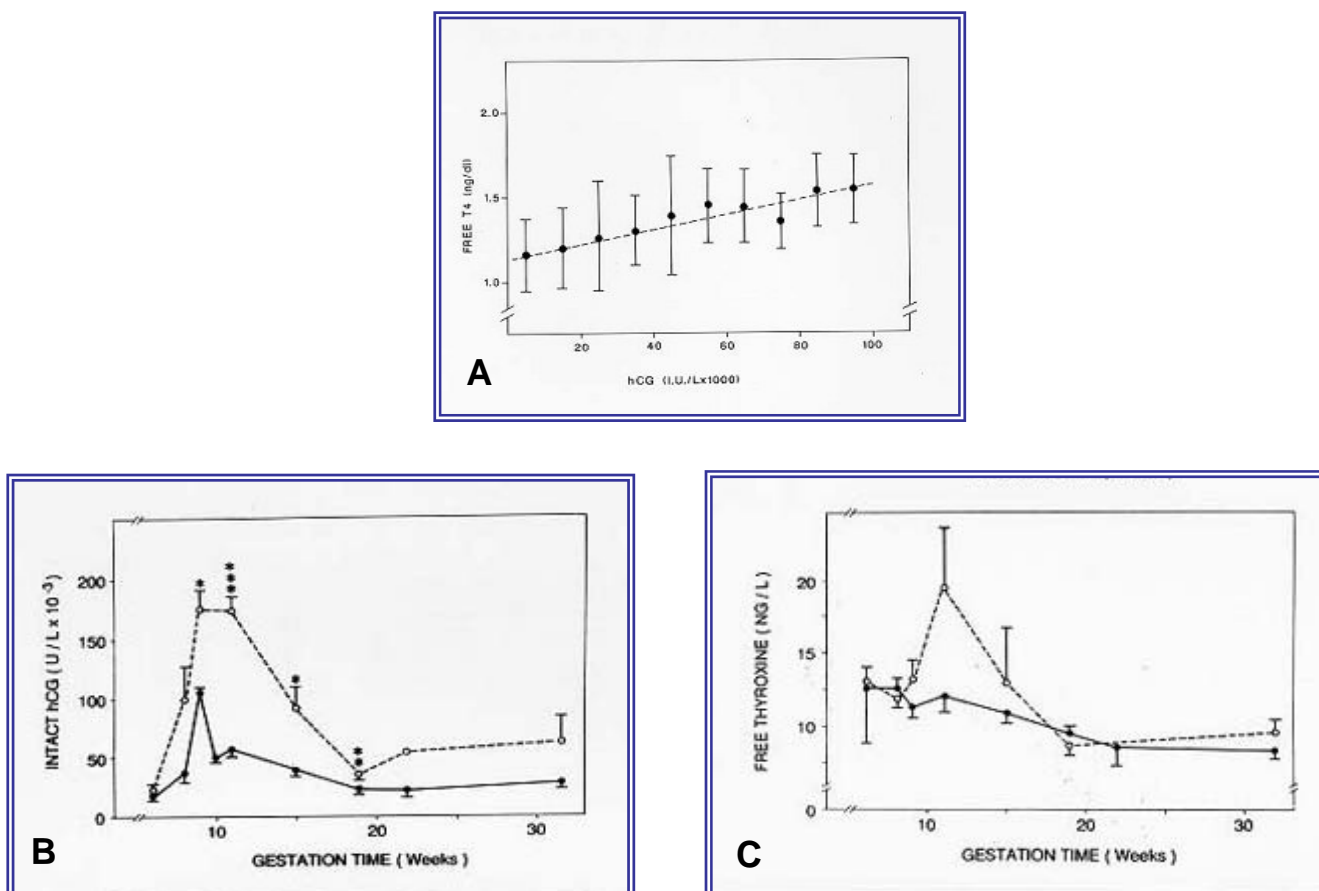 2.0
1.5
1.0
FREE T4 (ng/dl)
20 40 60 80 100
hCG (I.U./Lx1000)
A
200
150
100
50
0
INTACT hCG ( U / L x 10⁻³ )
* *** * **
10 20 30
GESTATION TIME ( Weeks )
B
20
15
10
0
FREE THYROXINE ( NG / L )
10 20 30
GESTATION TIME ( Weeks )
C